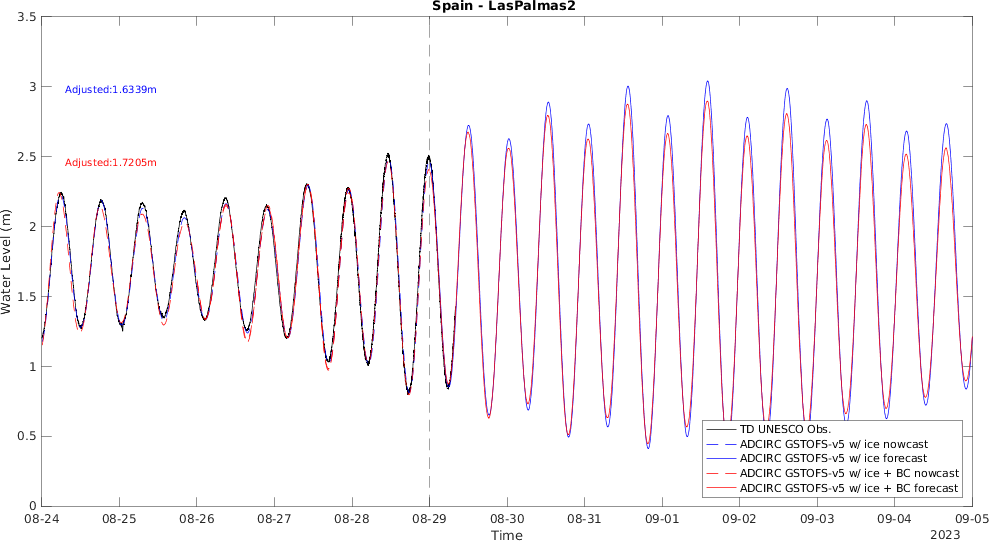 Spain - LasPalmas2
3.5
3
2.5
2
1.5
1
0.5
0
Water Level (m)
Adjusted:1.6339m
Adjusted:1.7205m
TD UNESCO Obs.
ADCIRC GSTOFS-v5 w/ ice nowcast
ADCIRC GSTOFS-v5 w/ ice forecast
ADCIRC GSTOFS-v5 w/ ice + BC nowcast
ADCIRC GSTOFS-v5 w/ ice + BC forecast
08-24 08-25 08-26 08-27 08-28 08-29 08-30 08-31 09-01 09-02 09-03 09-04 09-05
Time
2023